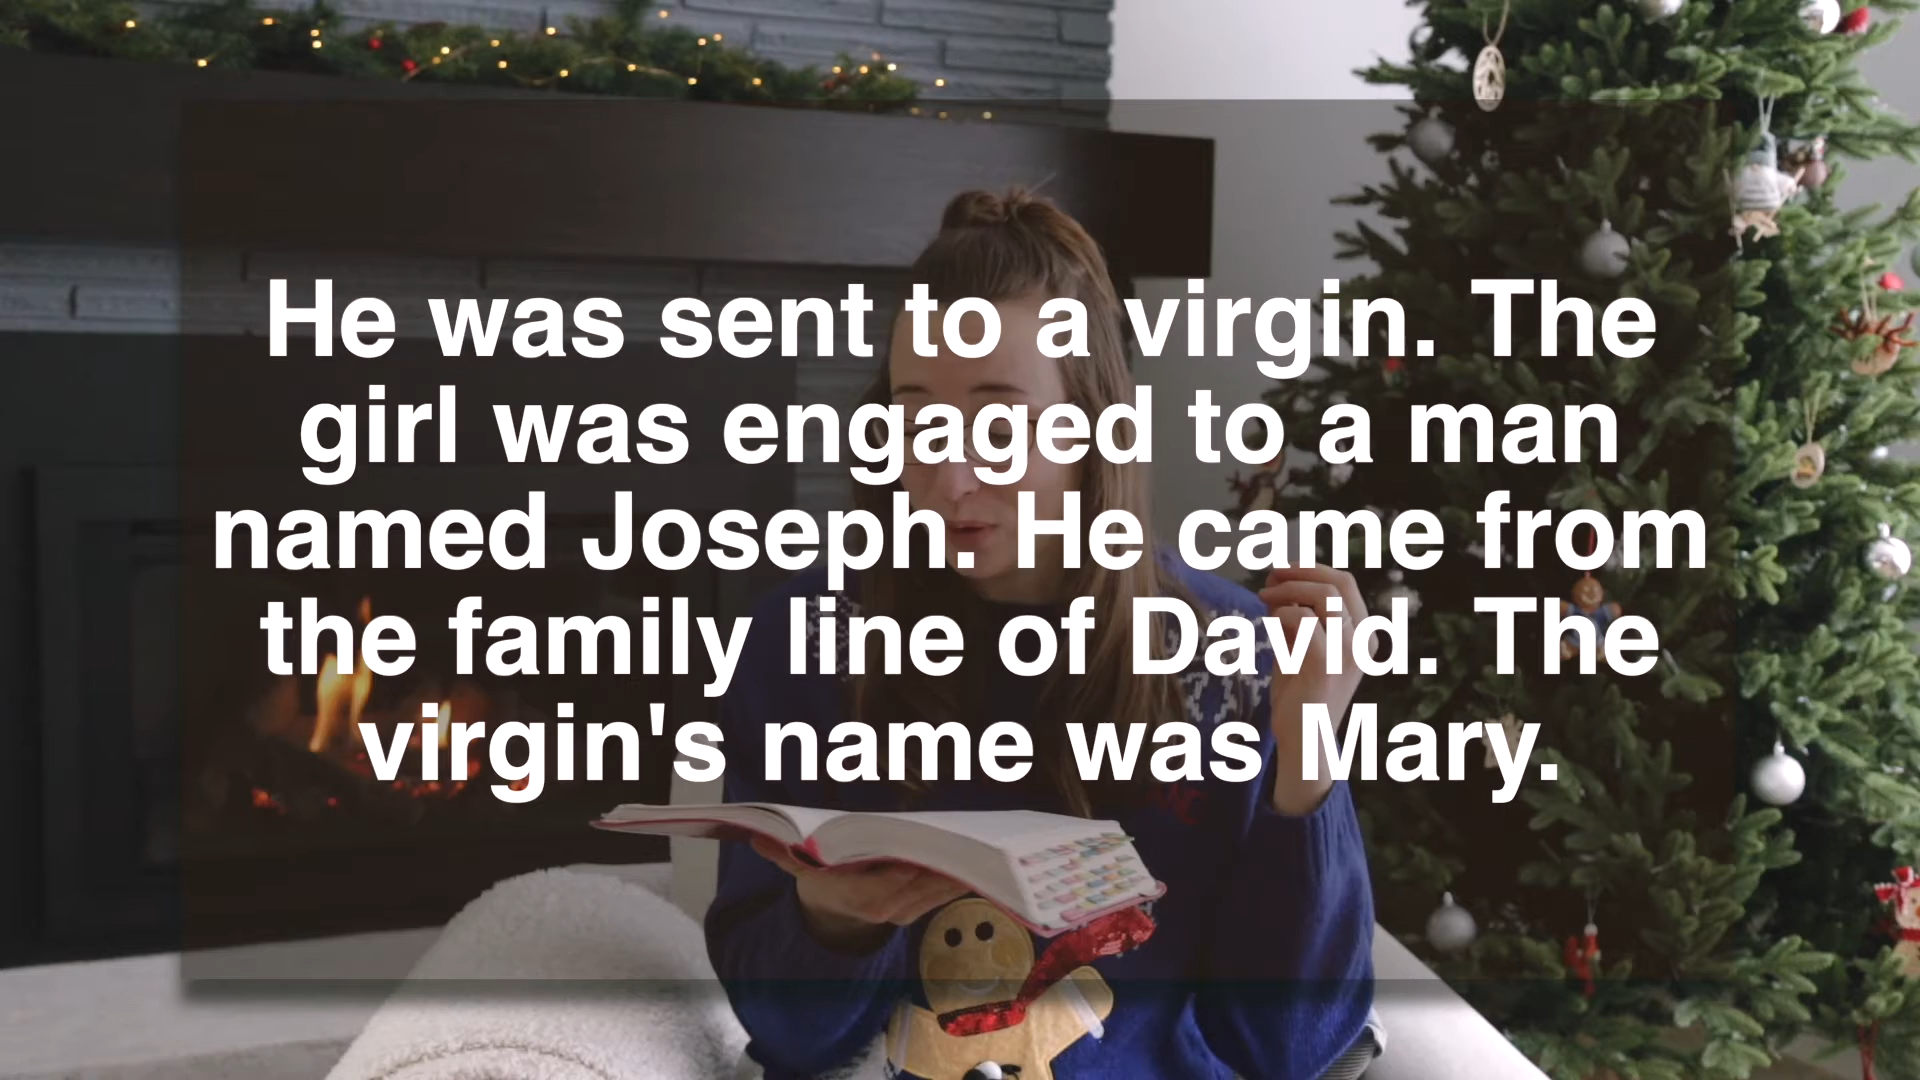 He was sent to a virgin. The
girl was engaged to a man
named Joseph. He came from
the family line of David. The
virgin's name was Mary.